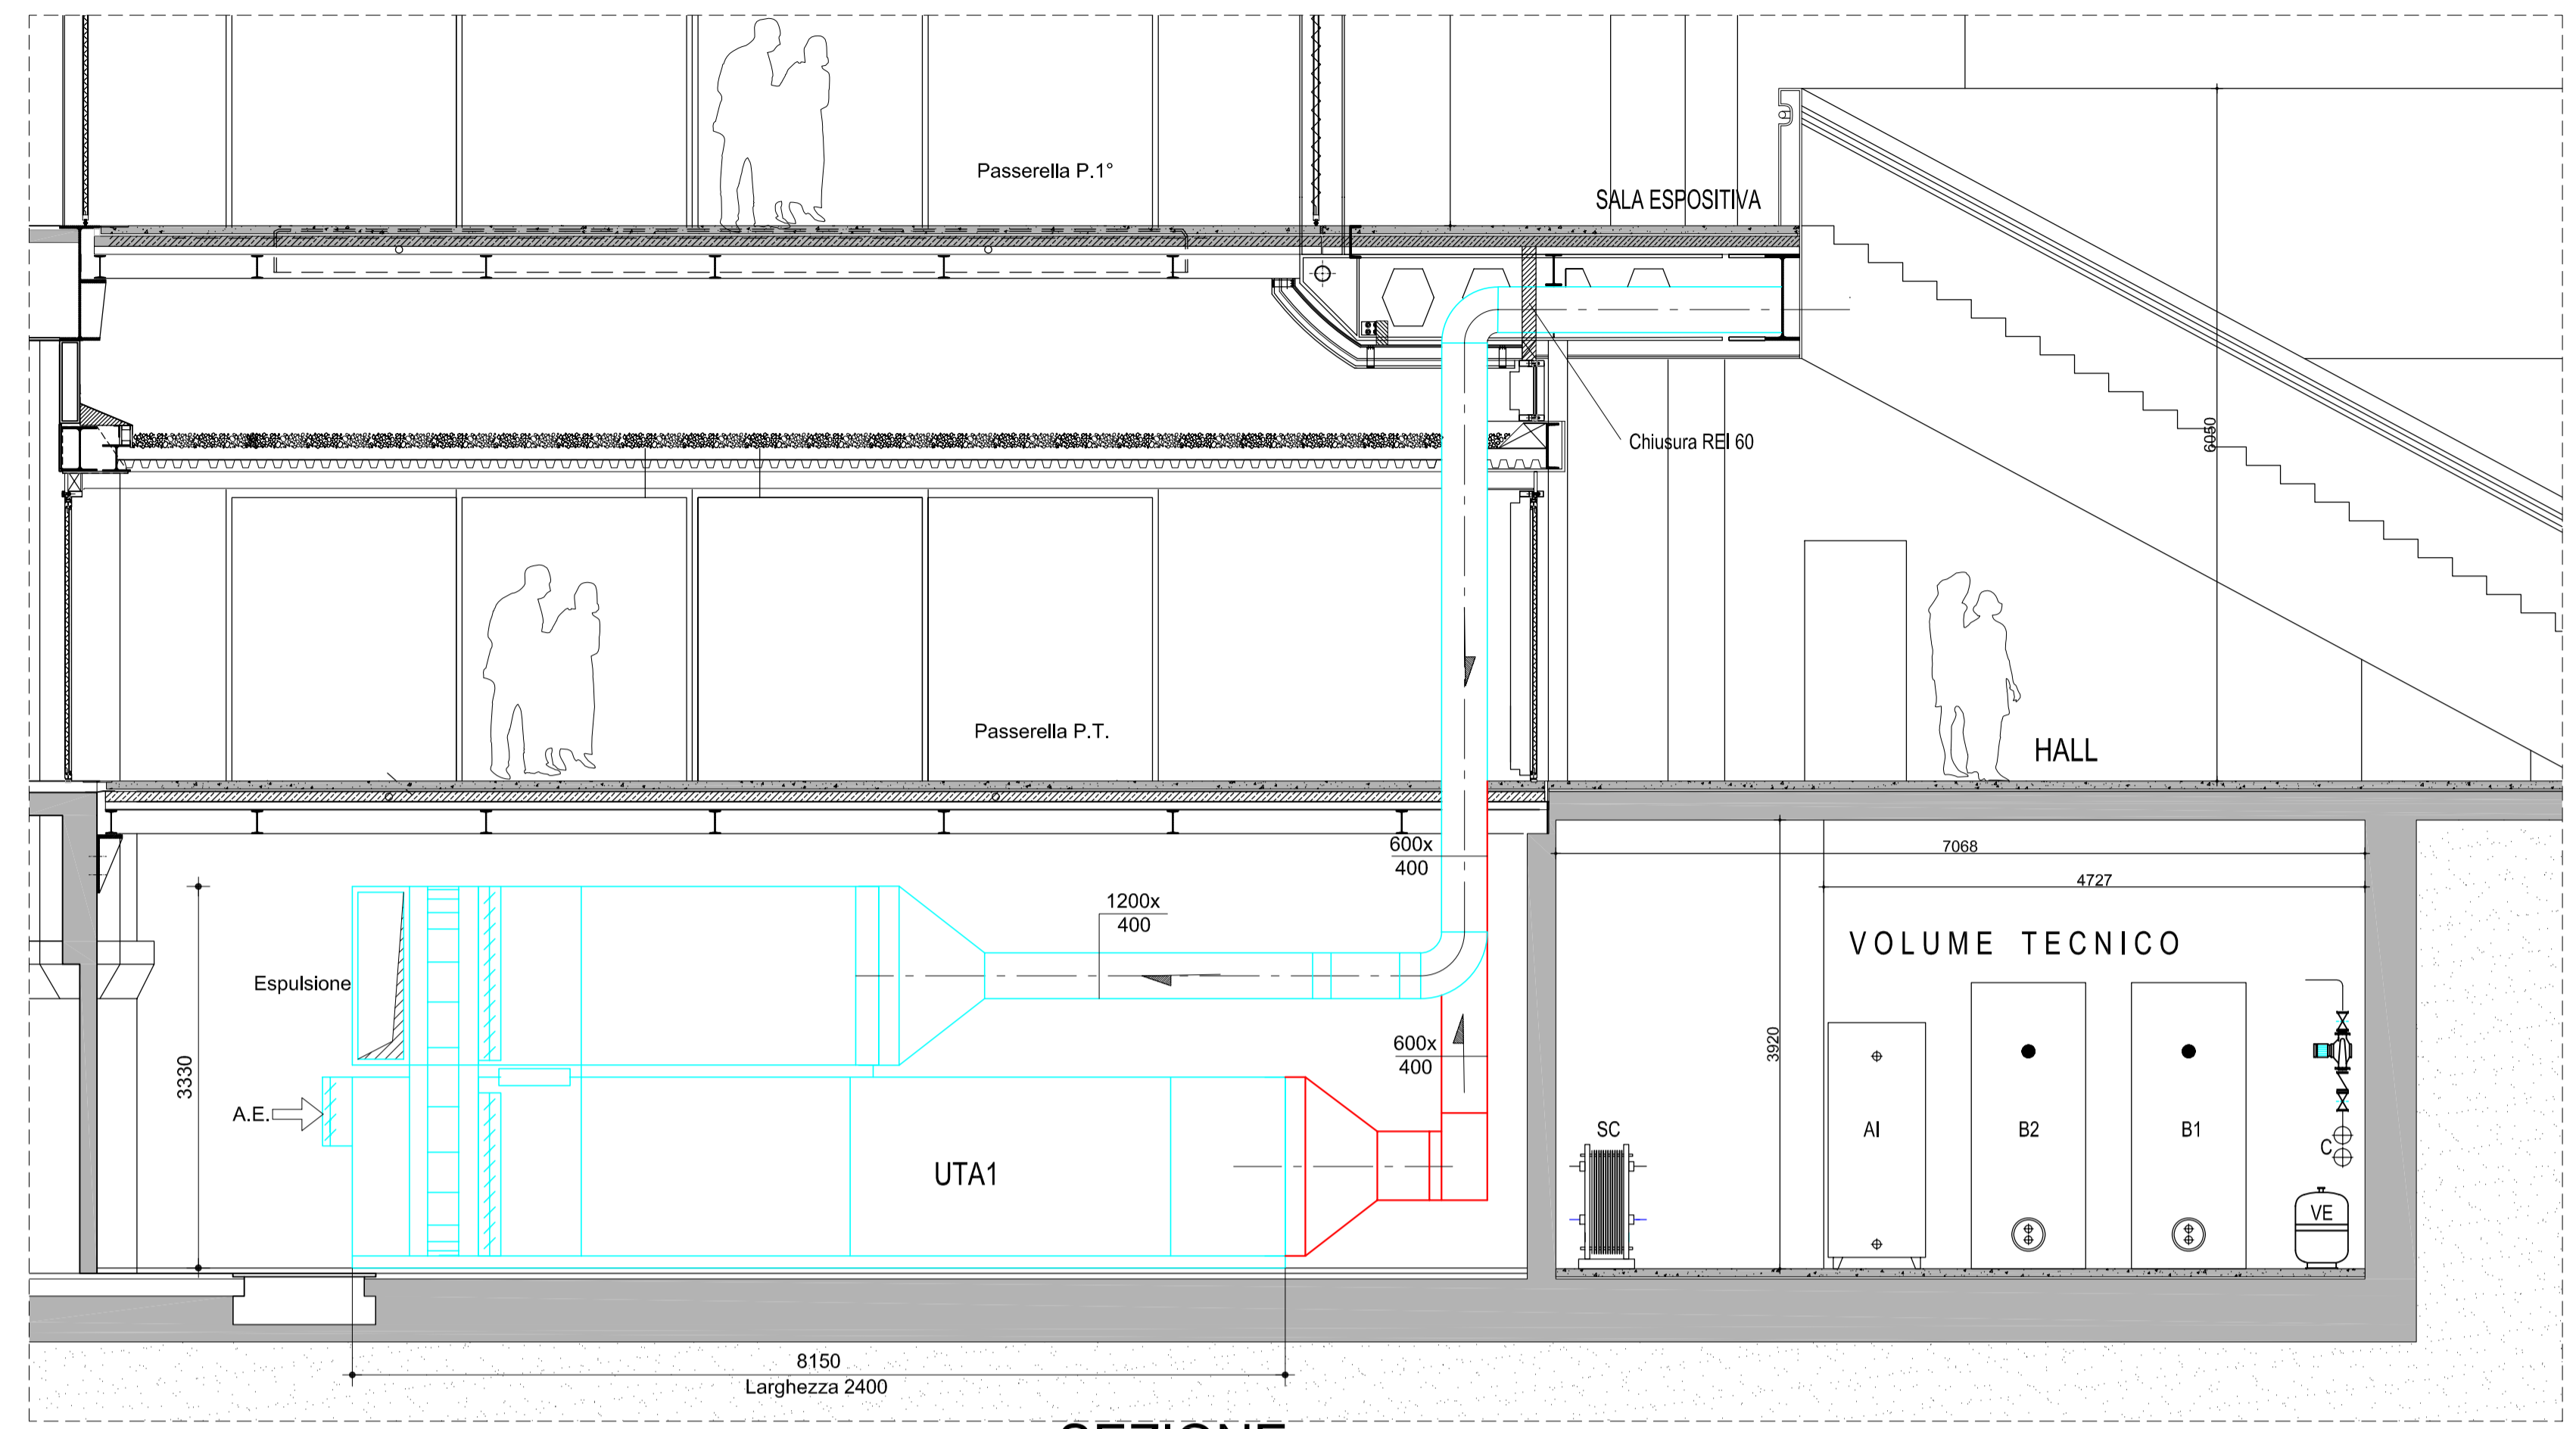 Passerella P.1°
SALA ESPOSITIVA
Chiusura REI 60
6050
Passerella P.T.
HALL
600x
400
7068
4727
1200x
400
VOLUME TECNICO
Espulsione
3330
600x
400
3920
A.E.
UTA1
SC
AI
B2
B1
C
VE
8150
Larghezza 2400
SEZIONE